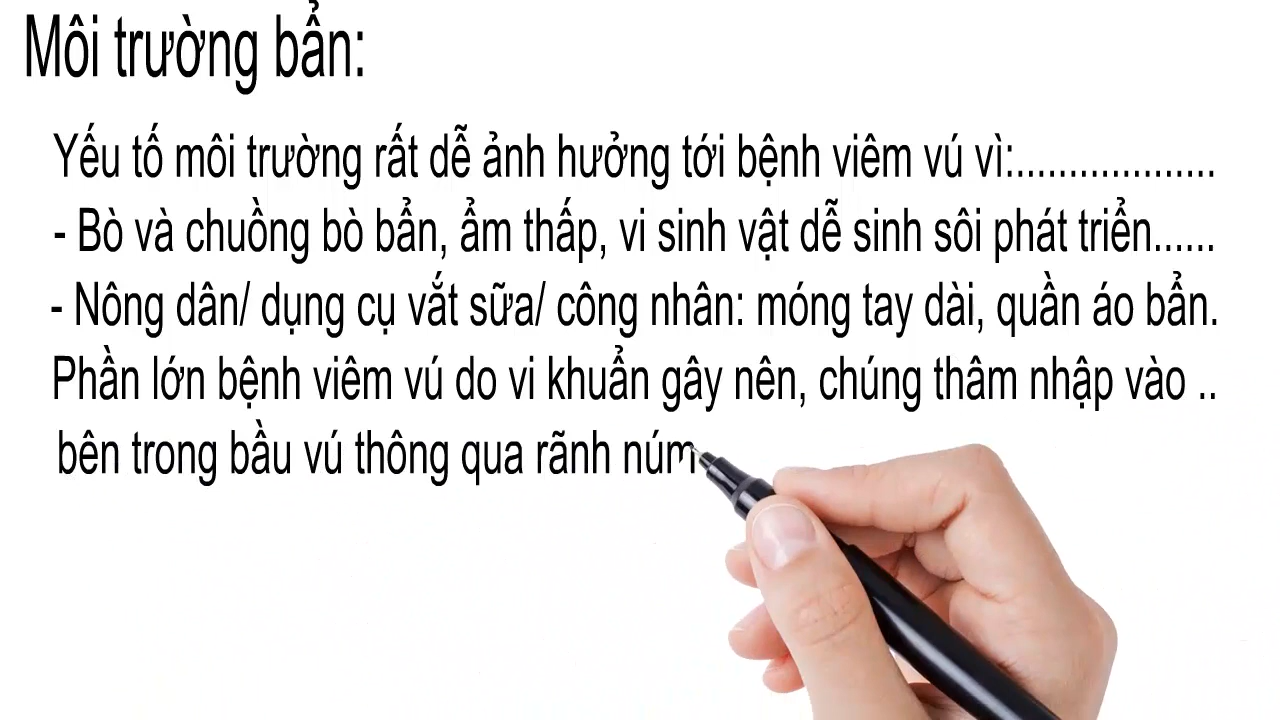 Môi trường bẩn:
Yếu tố môi trường rất dễ ảnh hưởng tới bệnh viêm vú vì:....................
- Bò và chuồng bò bẩn, ẩm thấp, vi sinh vật dễ sinh sôi phát triển......
- Nông dân/ dụng cụ vắt sữa/ công nhân: móng tay dài, quần áo bẩn.
Phần lớn bệnh viêm vú do vi khuẩn gây nên, chúng thâm nhập vào ..
bên trong bầu vú thông qua rãnh núm